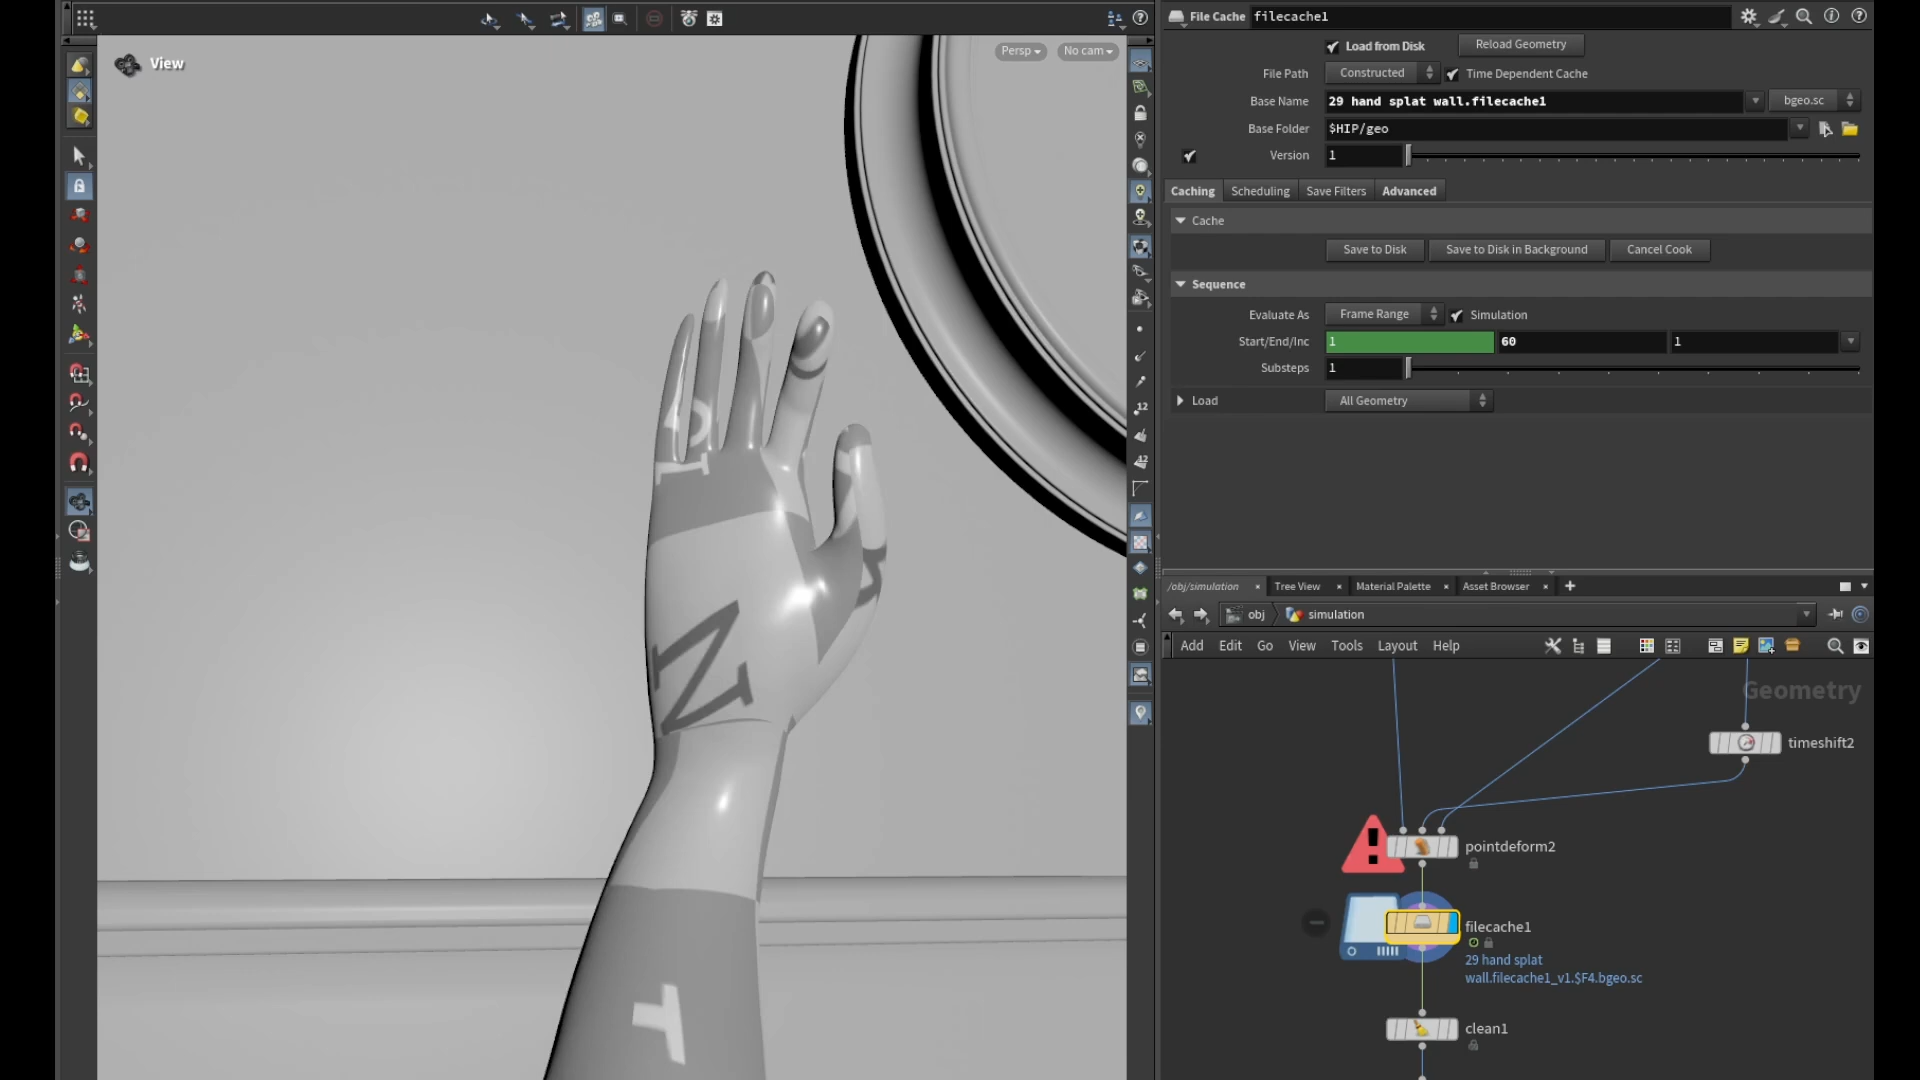 View
Persp
No cam
File Cache filecache1
Load from Disk Reload Geometry
File Path Constructed Time Dependent Cache
Base Name 29 hand splat wall.filecache1 bgeo.sc
Base Folder $HIP/geo
Version 1
Caching Scheduling Save Filters Advanced
Cache
Save to Disk Save to Disk in Background Cancel Cook
Sequence
Evaluate As Frame Range Simulation
Start/End/Inc 1 60 1
Substeps 1
Load All Geometry
/obj/simulation Tree View Material Palette Asset Browser
obj simulation
Add Edit Go View Tools Layout Help
Geometry
timeshift2
pointdeform2
filecache1
29 hand splat
wall.filecache1_v1.$F4.bgeo.sc
clean1
12
42
N